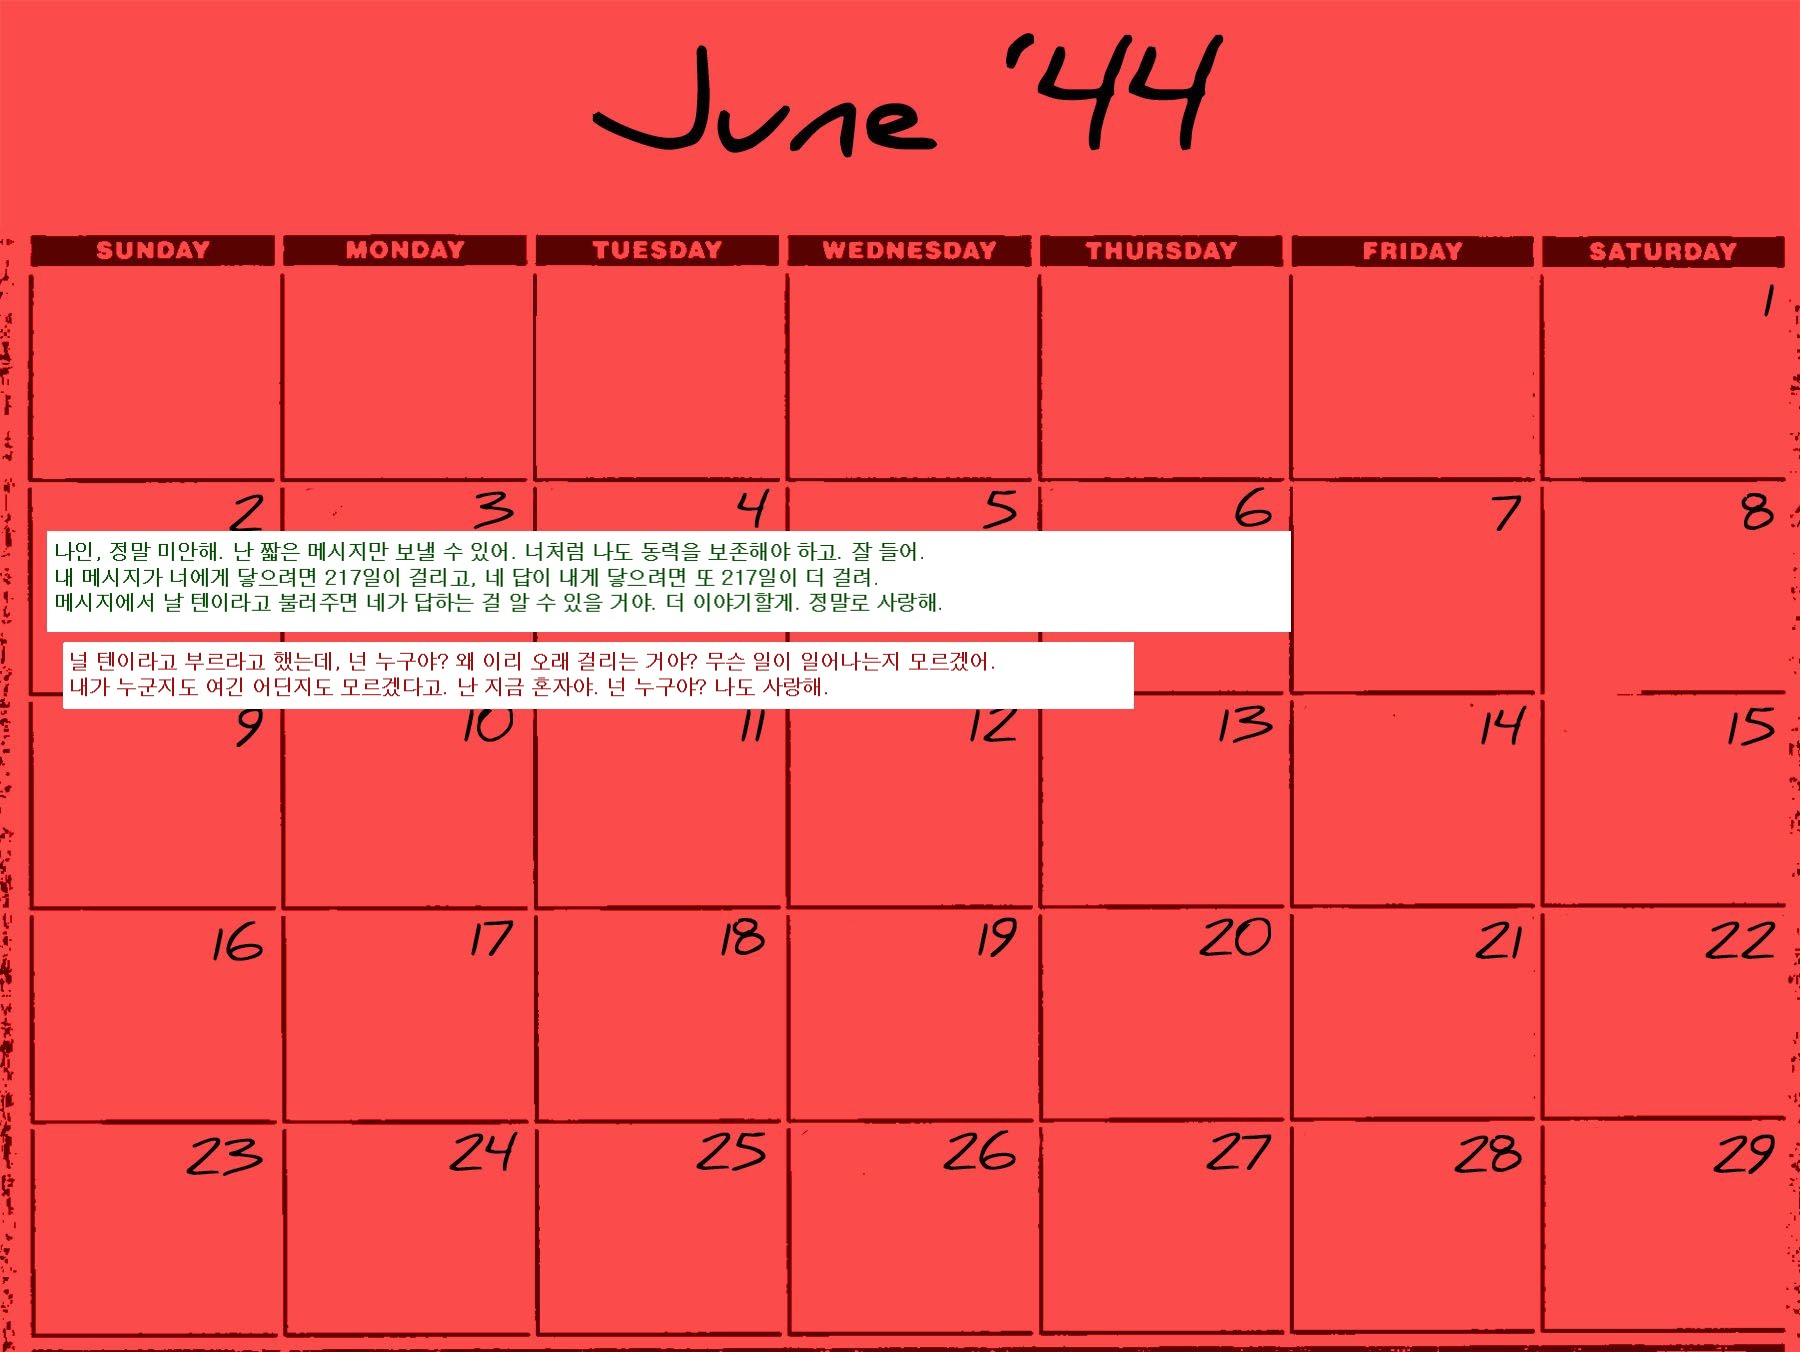 June '44
SUNDAY MONDAY TUESDAY WEDNESDAY THURSDAY FRIDAY SATURDAY
1
2 3 4 5 6 7 8
나인, 정말 미안해. 난 짧은 메시지만 보낼 수 있어. 너처럼 나도 동력을 보존해야 하고. 잘 들어.
내 메시지가 너에게 닿으려면 217일이 걸리고, 네 답이 내게 닿으려면 또 217일이 더 걸려.
메시지에서 날 텐이라고 불러주면 네가 답하는 걸 알 수 있을 거야. 더 이야기할게. 정말로 사랑해.
널 텐이라고 부르라고 했는데, 넌 누구야? 왜 이리 오래 걸리는 거야? 무슨 일이 일어나는지 모르겠어.
내가 누군지도 여긴 어딘지도 모르겠다고. 난 지금 혼자야. 넌 누구야? 나도 사랑해.
9 10 11 12 13 14 15
16 17 18 19 20 21 22
23 24 25 26 27 28 29